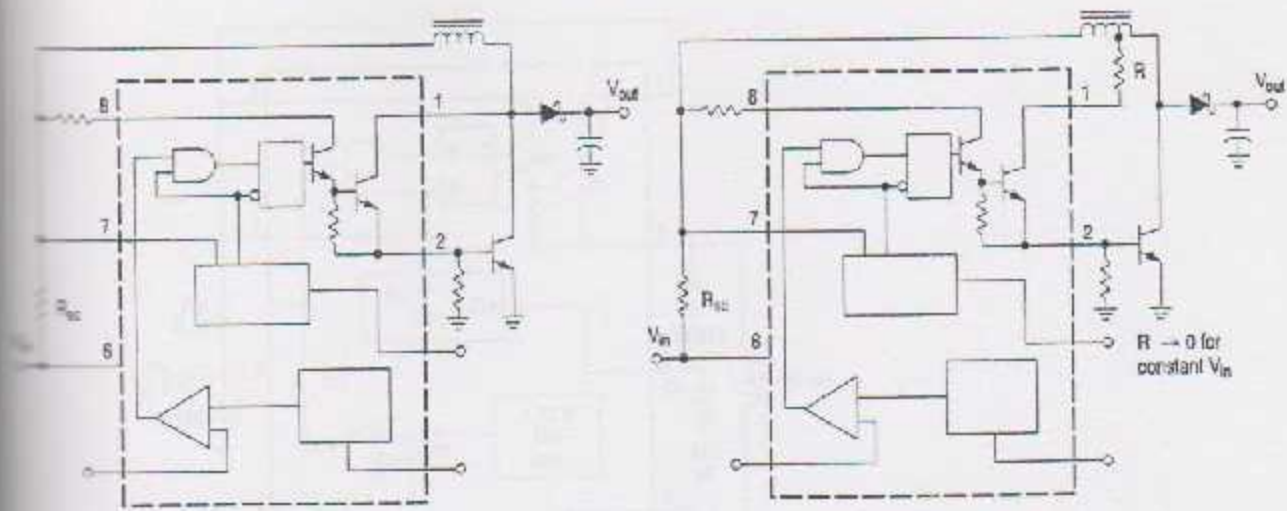 8
1
V_out
7
2
R_sc
6
8
1
R
V_out
7
2
R_sc
V_in
6
R → 0 for
constant V_in